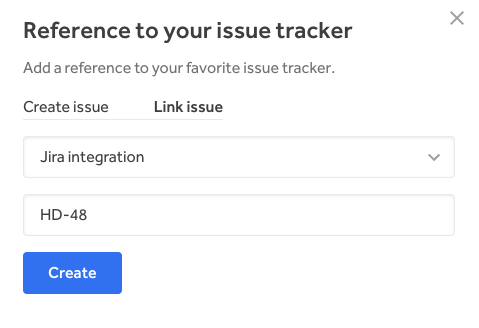 Reference to your issue tracker
Add a reference to your favorite issue tracker.
Create issue Link issue
Jira integration
HD-48
Create